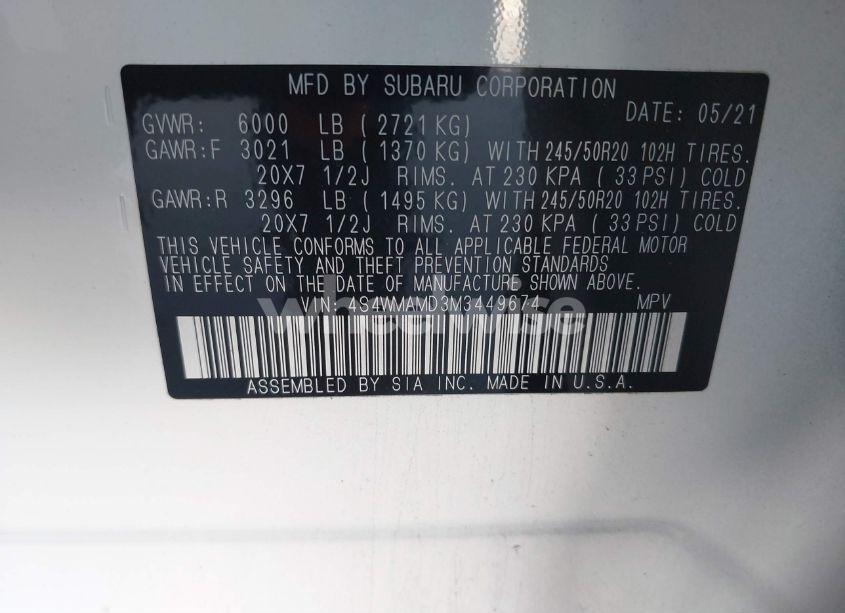 MFD BY SUBARU CORPORATION
DATE: 05/21
GVWR: 6000 LB ( 2721 KG)
GAWR:F 3021 LB ( 1370 KG) WITH 245/50R20 102H TIRES.
20X7 1/2J RIMS. AT 230 KPA ( 33 PSI) COLD
GAWR:R 3296 LB ( 1495 KG) WITH 245/50R20 102H TIRES.
20X7 1/2J RIMS. AT 230 KPA ( 33 PSI) COLD
THIS VEHICLE CONFORMS TO ALL APPLICABLE FEDERAL MOTOR
VEHICLE SAFETY AND THEFT PREVENTION STANDARDS
IN EFFECT ON THE DATE OF MANUFACTURE SHOWN ABOVE.
VIN: 4S4WMAMD3M3449674 MPV
wheelwise
ASSEMBLED BY SIA INC. MADE IN U.S.A.